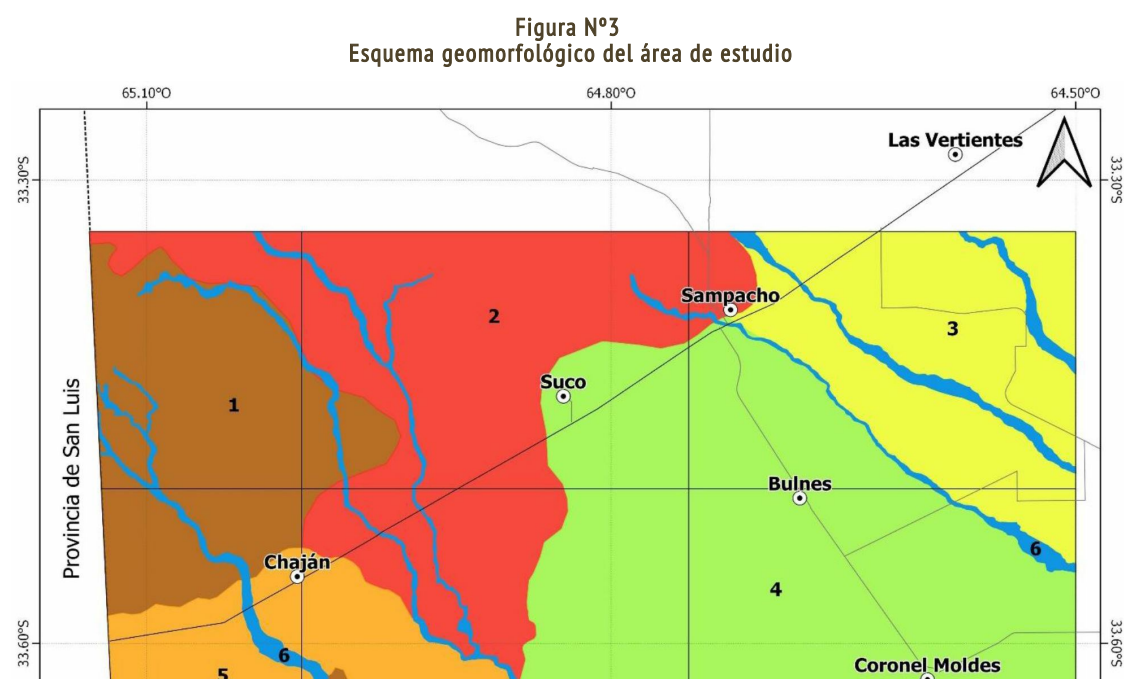 Figura Nº3
Esquema geomorfológico del área de estudio
65.10°O
64.80°O
64.50°O
Las Vertientes
33.30°S
33.30°S
Sampacho
2
3
Suco
1
Provincia de San Luis
Bulnes
6
Chaján
4
33.60°S
33.60°S
6
Coronel Moldes
5